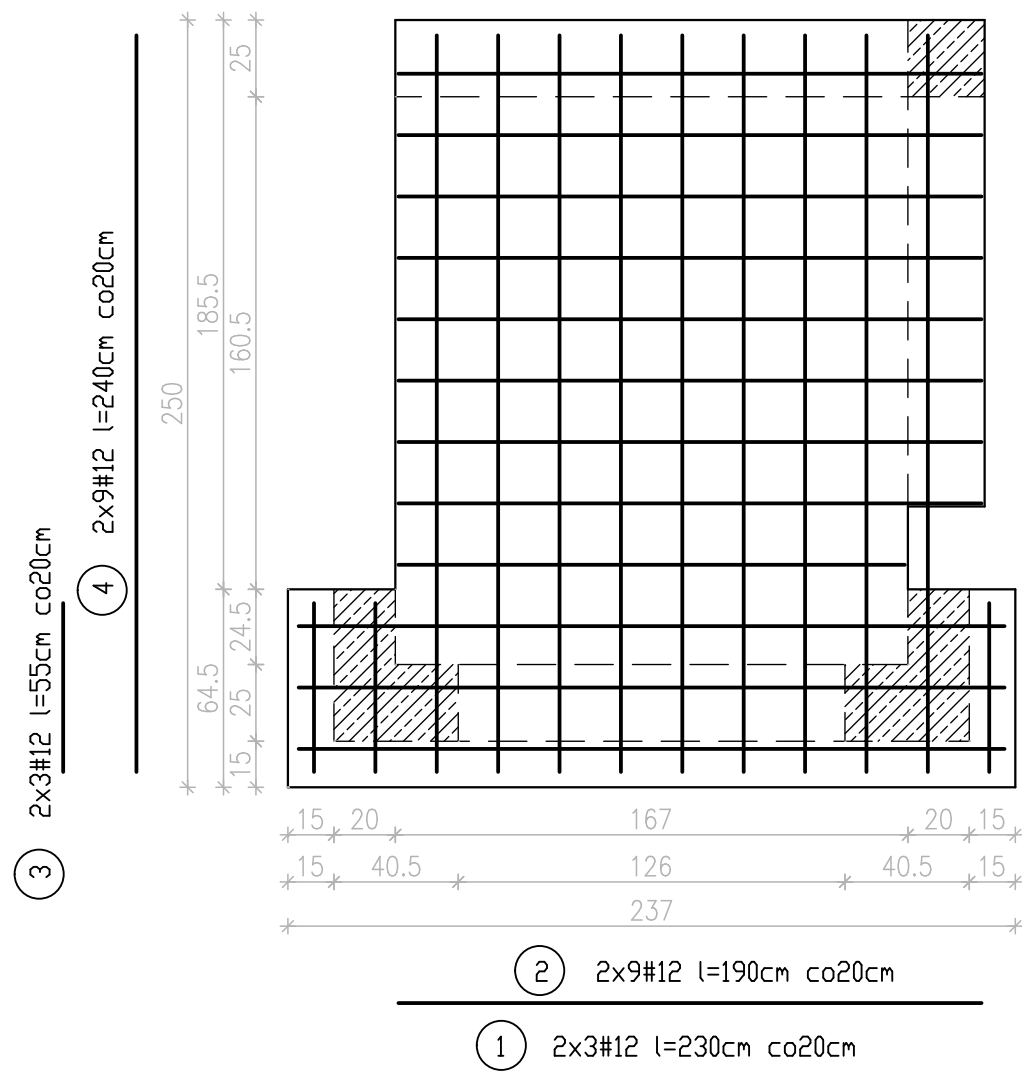 25
185.5
160.5
250
4 2x9#12 l=240cm co20cm
3 2x3#12 l=55cm co20cm
24.5
64.5
25
15
15 20 167 20 15
15 40.5 126 40.5 15
237
2 2x9#12 l=190cm co20cm
1 2x3#12 l=230cm co20cm